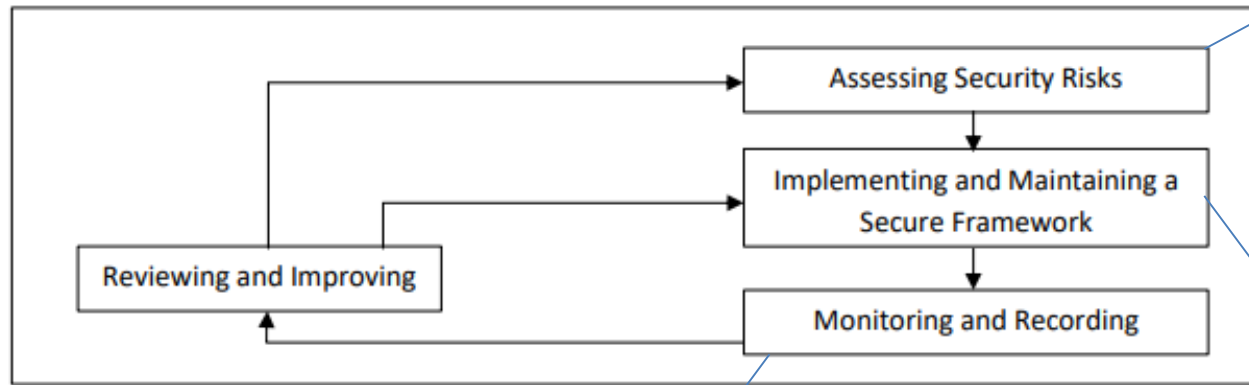 Assessing Security Risks
Implementing and Maintaining a
Secure Framework
Reviewing and Improving
Monitoring and Recording